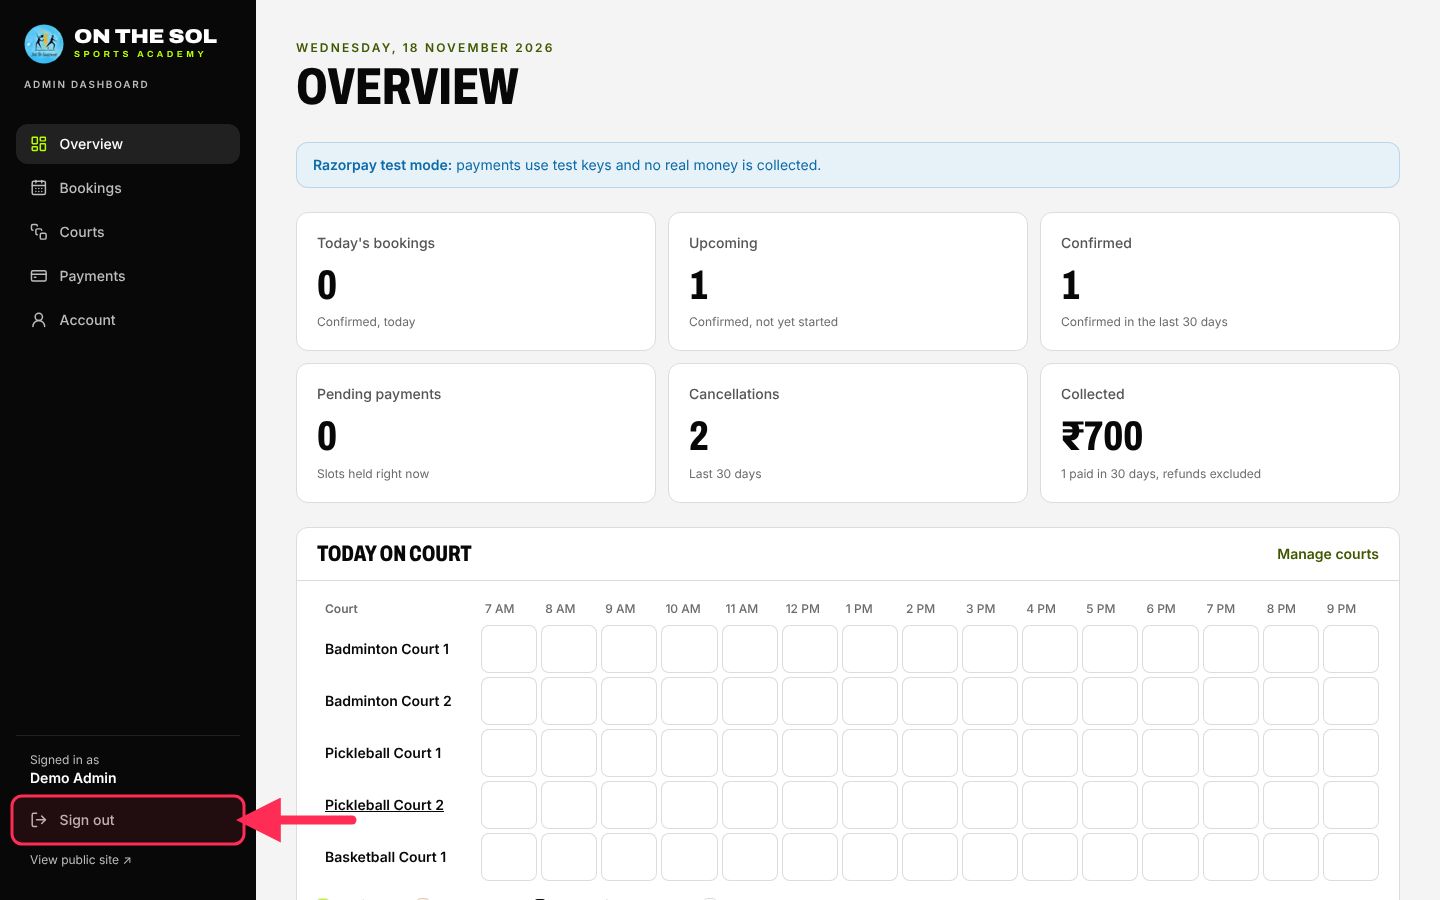 ON THE SOL
SPORTS ACADEMY
ADMIN DASHBOARD
Overview
Bookings
Courts
Payments
Account
Signed in as
Demo Admin
Sign out
View public site ↗
WEDNESDAY, 18 NOVEMBER 2026
OVERVIEW
Razorpay test mode: payments use test keys and no real money is collected.
Today's bookings
0
Confirmed, today
Upcoming
1
Confirmed, not yet started
Confirmed
1
Confirmed in the last 30 days
Pending payments
0
Slots held right now
Cancellations
2
Last 30 days
Collected
₹700
1 paid in 30 days, refunds excluded
TODAY ON COURT
Manage courts
Court 7 AM 8 AM 9 AM 10 AM 11 AM 12 PM 1 PM 2 PM 3 PM 4 PM 5 PM 6 PM 7 PM 8 PM 9 PM
Badminton Court 1
Badminton Court 2
Pickleball Court 1
Pickleball Court 2
Basketball Court 1